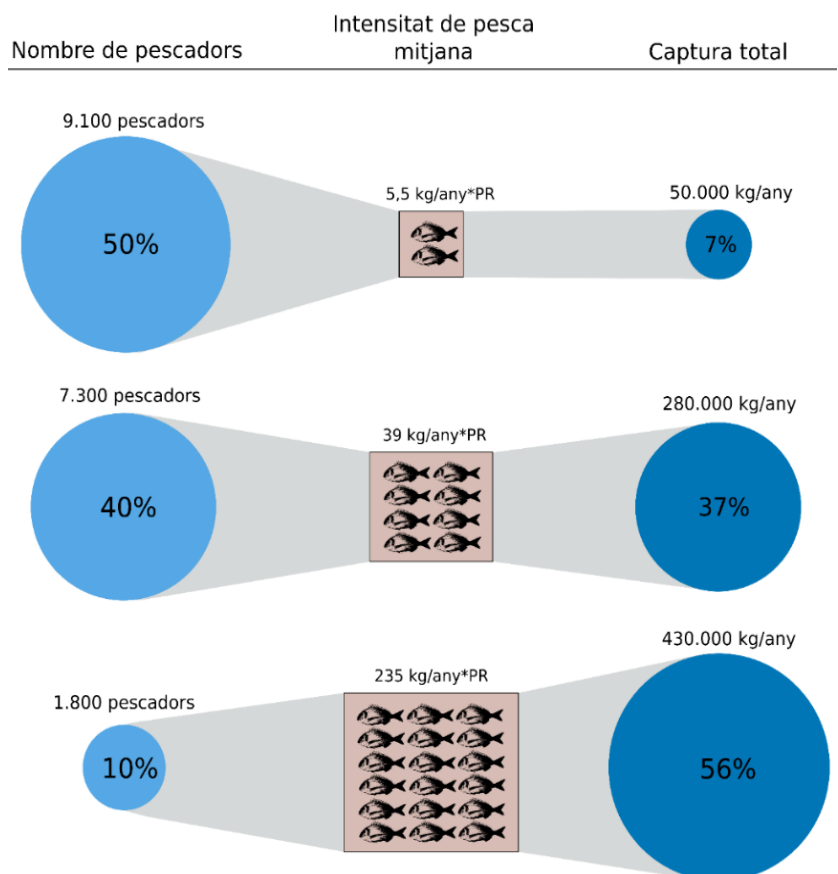 Nombre de pescadors
Intensitat de pesca
mitjana
Captura total
9.100 pescadors
50%
5,5 kg/any*PR
50.000 kg/any
7%
7.300 pescadors
40%
39 kg/any*PR
280.000 kg/any
37%
1.800 pescadors
10%
235 kg/any*PR
430.000 kg/any
56%